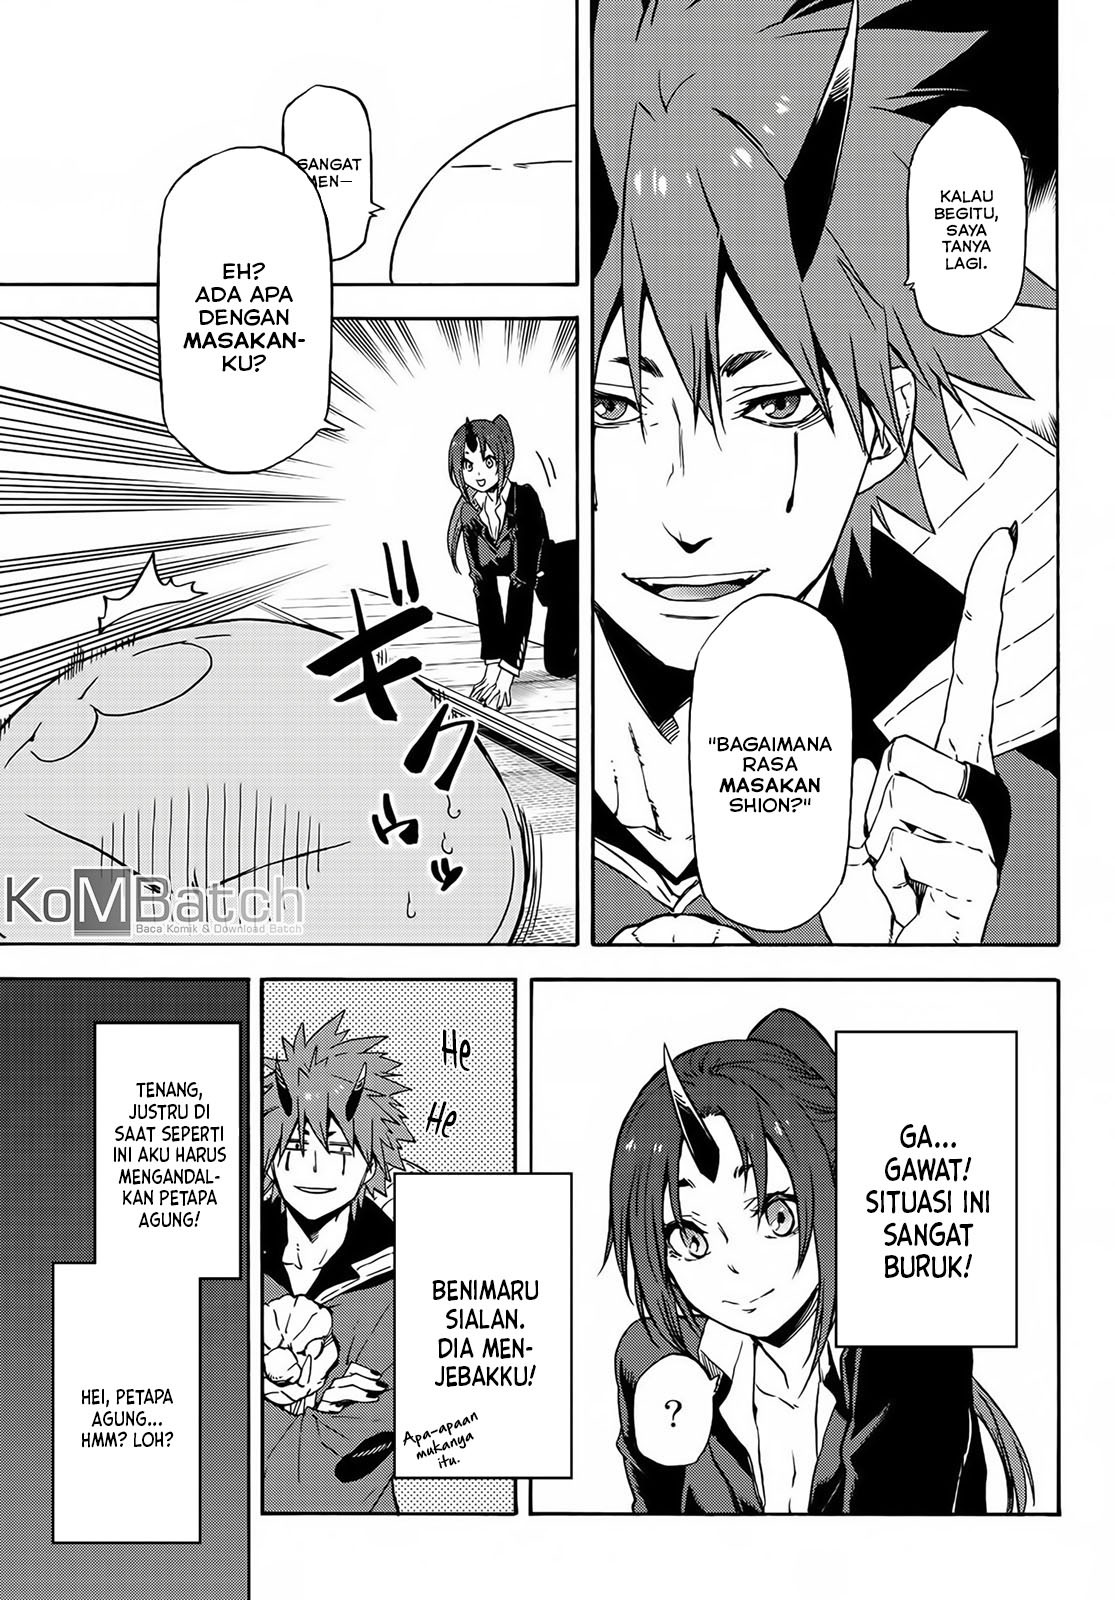 KALAU
BEGITU,
SAYA
TANYA
LAGI.
"BAGAIMANA
RASA
MASAKAN
SHION?"
SANGAT
MEN—
EH?
ADA APA
DENGAN
MASAKAN-
KU?
ギクッ
GA...
GAWAT!
SITUASI INI
SANGAT
BURUK!
?
He
He
BENIMARU
SIALAN.
DIA MEN-
JEBAKKU!
Apa-apaan
mukanya
itu.
TENANG,
JUSTRU DI
SAAT SEPERTI
INI AKU HARUS
MENGANDAL-
KAN PETAPA
AGUNG!
HEI, PETAPA
AGUNG...
HMM? LOH?
KoMBatch
Baca Komik & Download Batch